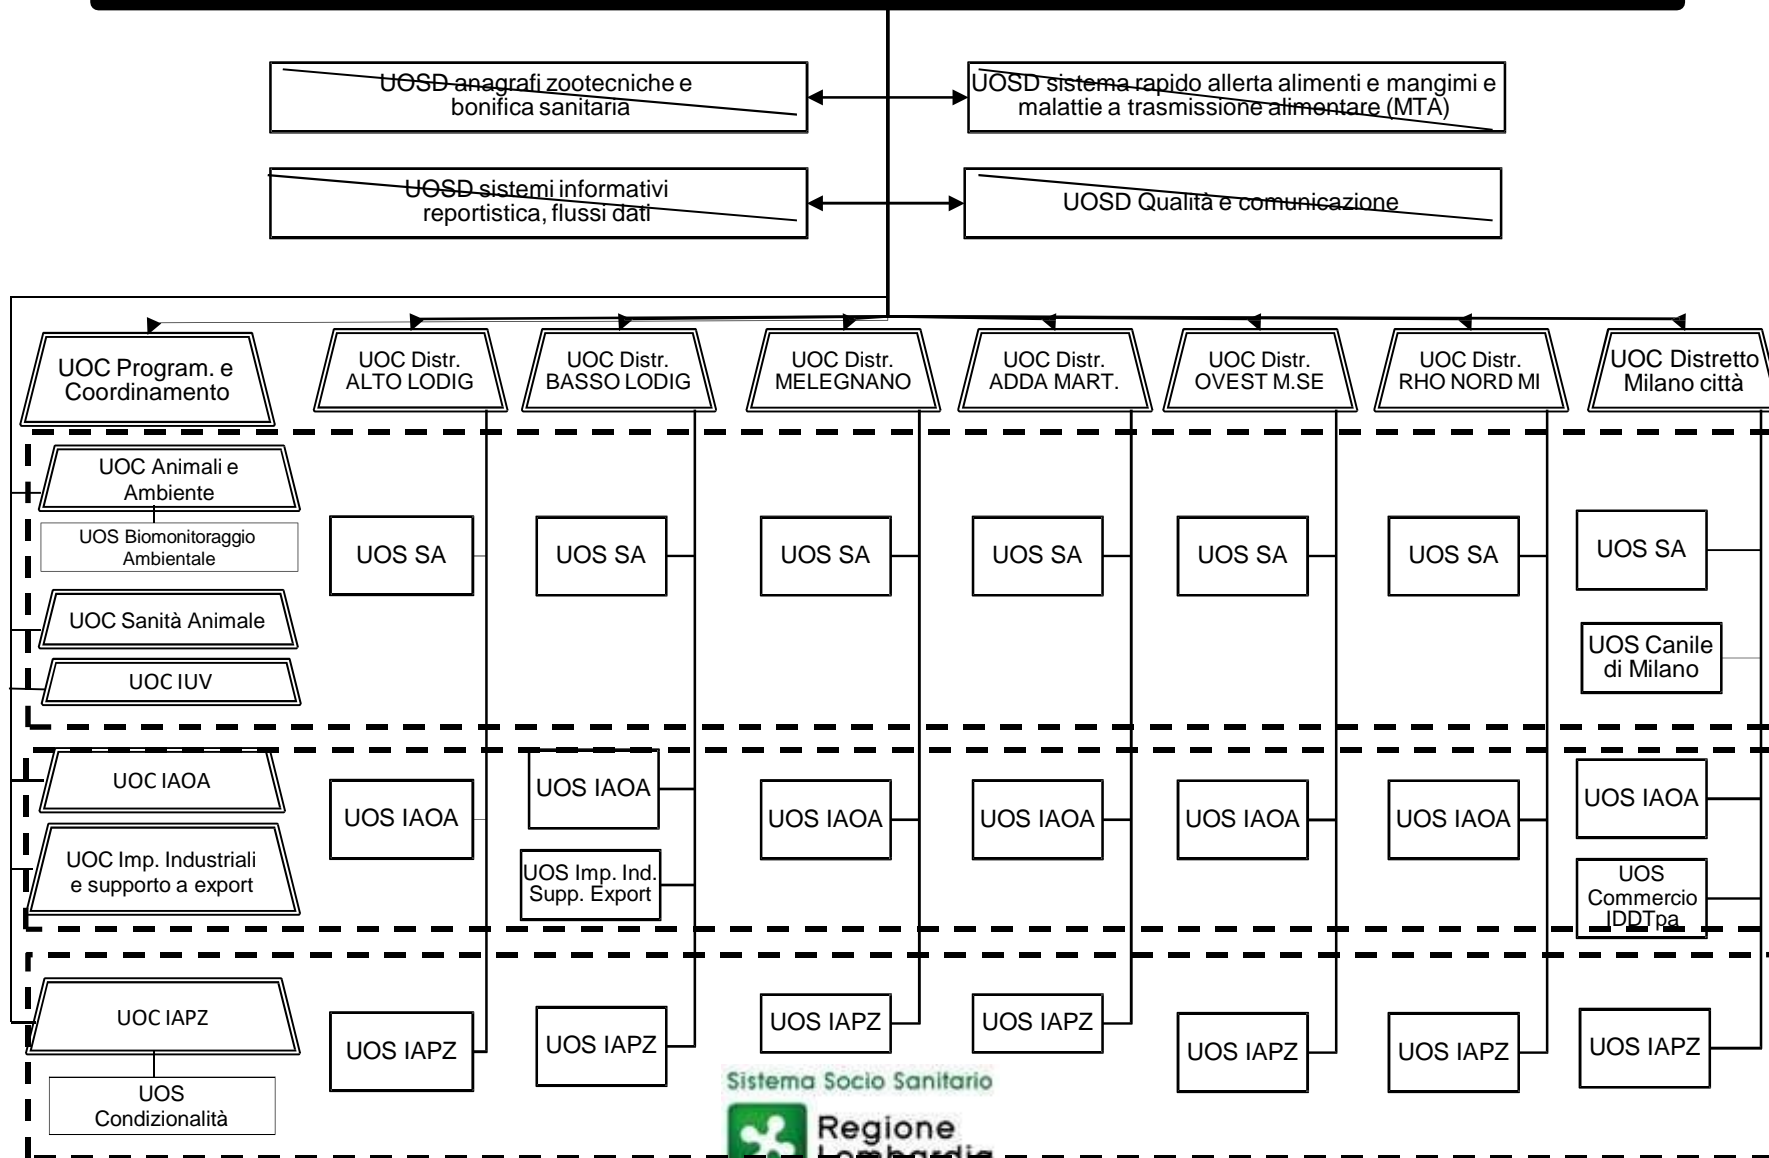 UOSD anagrafi zootecniche e
bonifica sanitaria
UOSD sistema rapido allerta alimenti e mangimi e
malattie a trasmissione alimentare (MTA)
UOSD sistemi informativi
reportistica, flussi dati
UOSD Qualità e comunicazione
UOC Program. e
Coordinamento
UOC Distr.
ALTO LODIG
UOC Distr.
BASSO LODIG
UOC Distr.
MELEGNANO
UOC Distr.
ADDA MART.
UOC Distr.
OVEST M.SE
UOC Distr.
RHO NORD MI
UOC Distretto
Milano città
UOC Animali e
Ambiente
UOS Biomonitoraggio
Ambientale
UOS SA
UOS SA
UOS SA
UOS SA
UOS SA
UOS SA
UOS SA
UOC Sanità Animale
UOS Canile
di Milano
UOC IUV
UOC IAOA
UOS IAOA
UOS IAOA
UOS IAOA
UOS IAOA
UOS IAOA
UOS IAOA
UOS IAOA
UOC Imp. Industriali
e supporto a export
UOS Imp. Ind.
Supp. Export
UOS
Commercio
IDDTpa
UOC IAPZ
UOS IAPZ
UOS IAPZ
UOS IAPZ
UOS IAPZ
UOS IAPZ
UOS IAPZ
UOS IAPZ
UOS
Condizionalità
Sistema Socio Sanitario
Regione
Lombardia